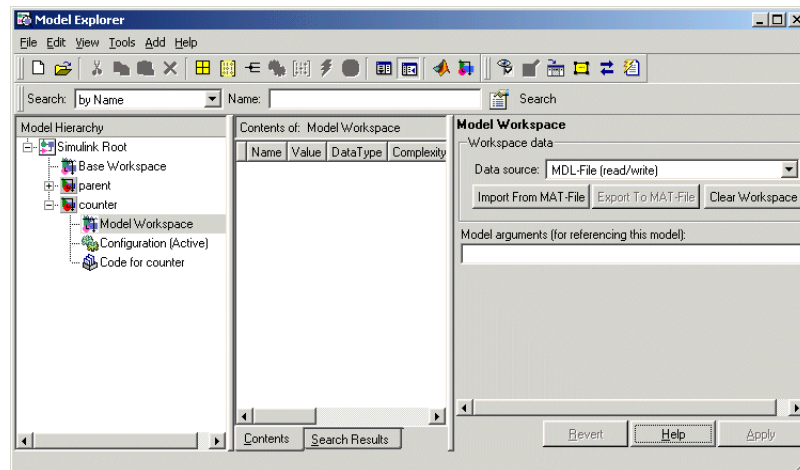 Model Explorer
File Edit View Tools Add Help
Search: by Name Name: Search
Model Hierarchy
Simulink Root
Base Workspace
parent
counter
Model Workspace
Configuration (Active)
Code for counter
Contents of: Model Workspace
Name Value DataType Complexity
Contents Search Results
Model Workspace
Workspace data
Data source: MDL-File (read/write)
Import From MAT-File Export To MAT-File Clear Workspace
Model arguments (for referencing this model):
Revert Help Apply